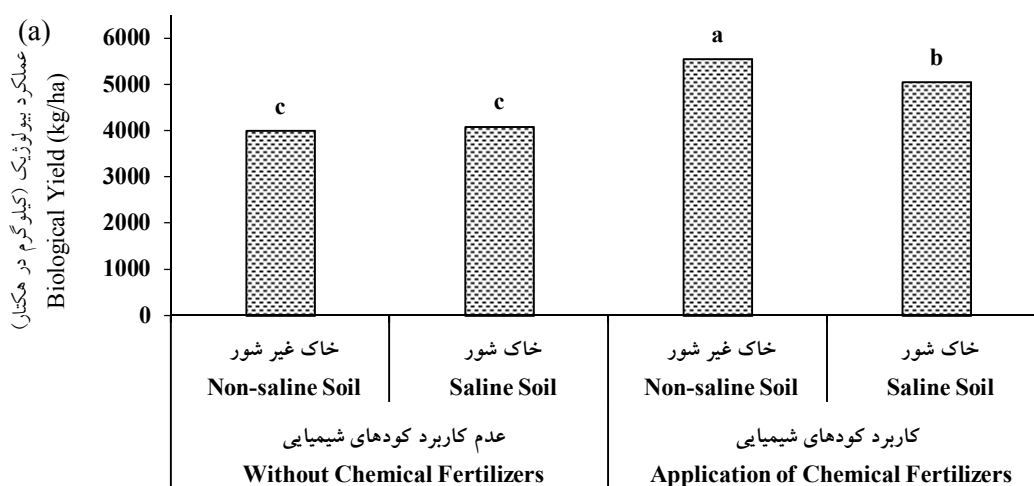 (a)
عملکرد بیولوژیک (کیلوگرم در هکتار)
Biological Yield (kg/ha)
6000
5000
4000
3000
2000
1000
0
c
c
a
b
خاک غیر شور
Non-saline Soil
خاک شور
Saline Soil
خاک غیر شور
Non-saline Soil
خاک شور
Saline Soil
عدم کاربرد کودهای شیمیایی
Without Chemical Fertilizers
کاربرد کودهای شیمیایی
Application of Chemical Fertilizers